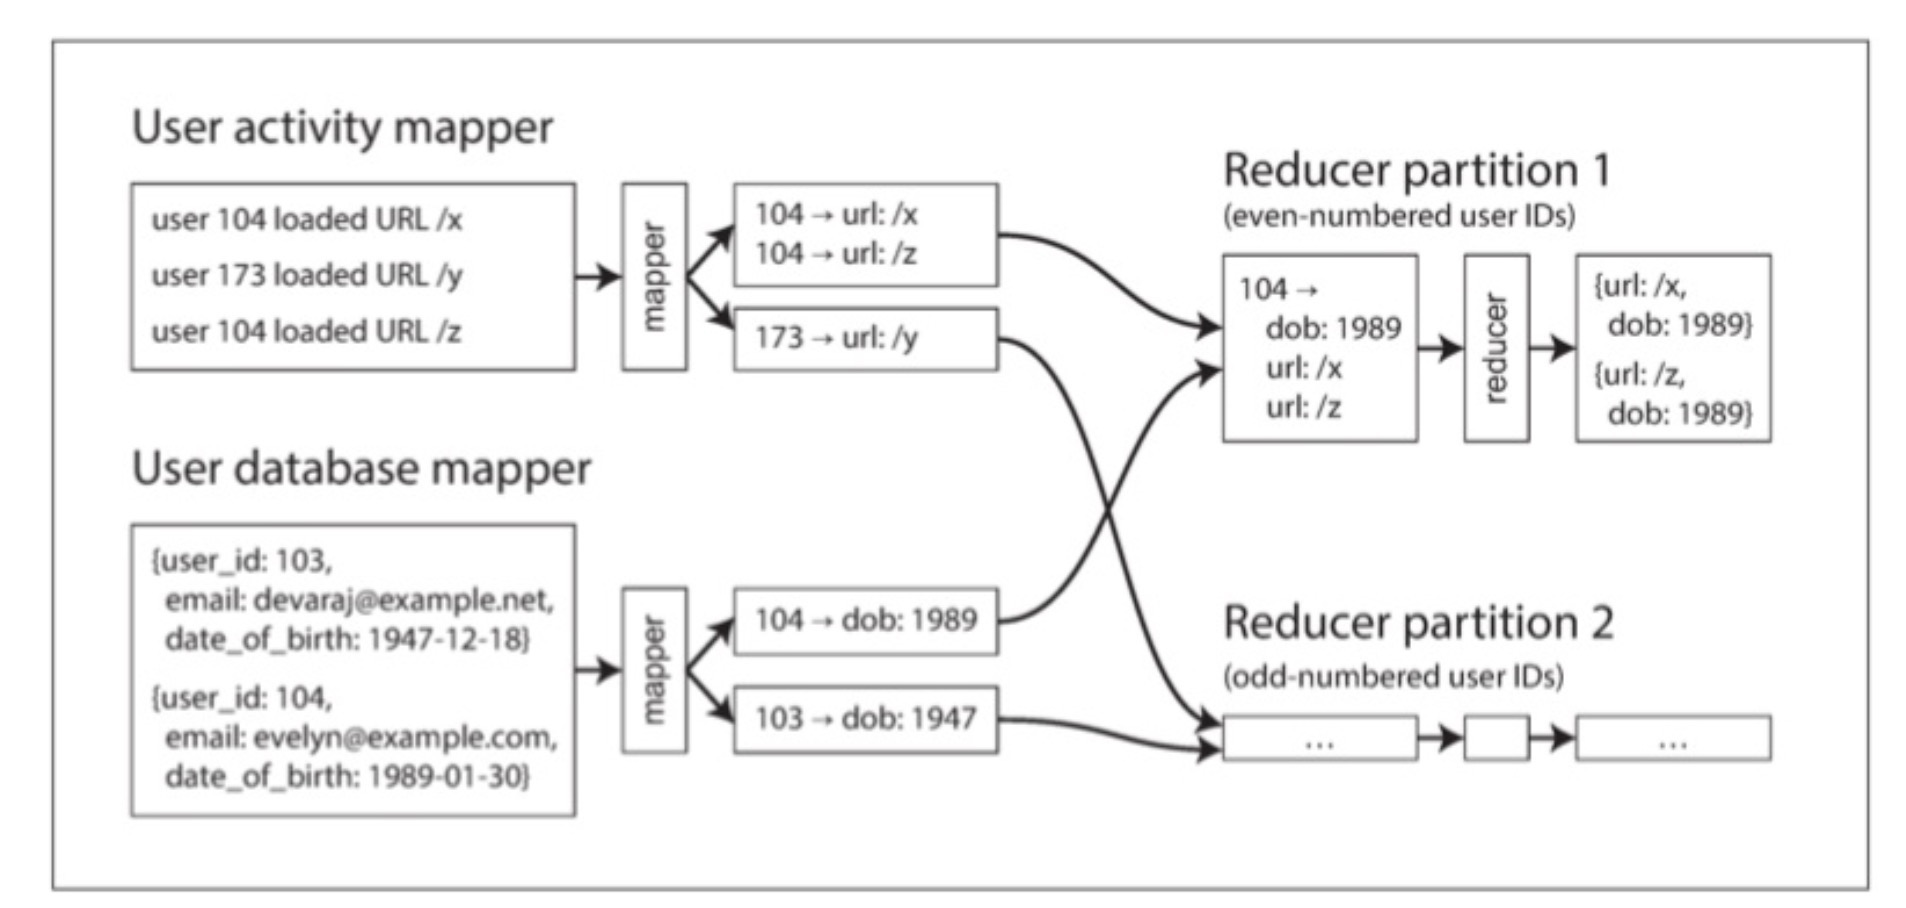 User activity mapper
user 104 loaded URL /x
user 173 loaded URL /y
user 104 loaded URL /z
mapper
104 → url: /x
104 → url: /z
173 → url: /y
User database mapper
{user_id: 103,
email: devaraj@example.net,
date_of_birth: 1947-12-18}
{user_id: 104,
email: evelyn@example.com,
date_of_birth: 1989-01-30}
mapper
104 → dob: 1989
103 → dob: 1947
Reducer partition 1
(even-numbered user IDs)
104 →
dob: 1989
url: /x
url: /z
reducer
{url: /x,
dob: 1989}
{url: /z,
dob: 1989}
Reducer partition 2
(odd-numbered user IDs)
...
...